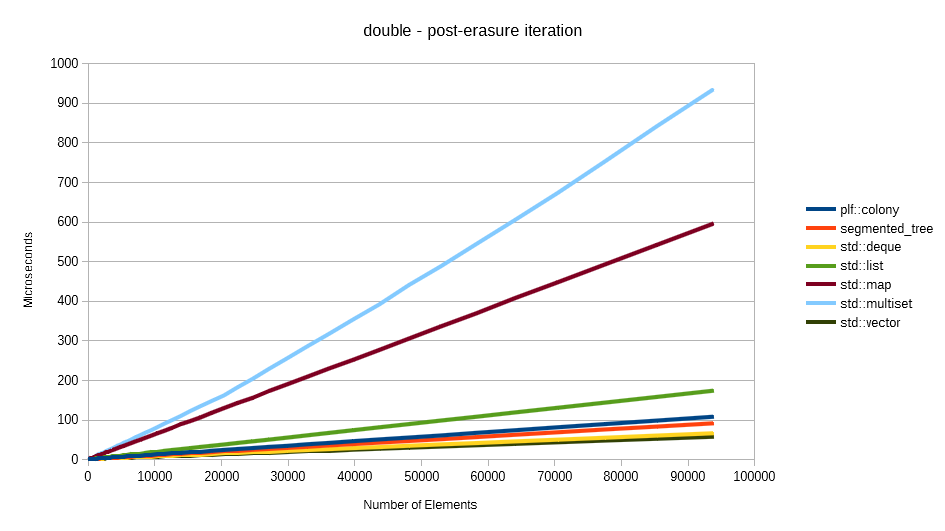 double - post-erasure iteration
1000
900
800
700
600
500
400
300
200
100
0
Microseconds
0 10000 20000 30000 40000 50000 60000 70000 80000 90000 100000
Number of Elements
plf::colony
segmented_tree
std::deque
std::list
std::map
std::multiset
std::vector